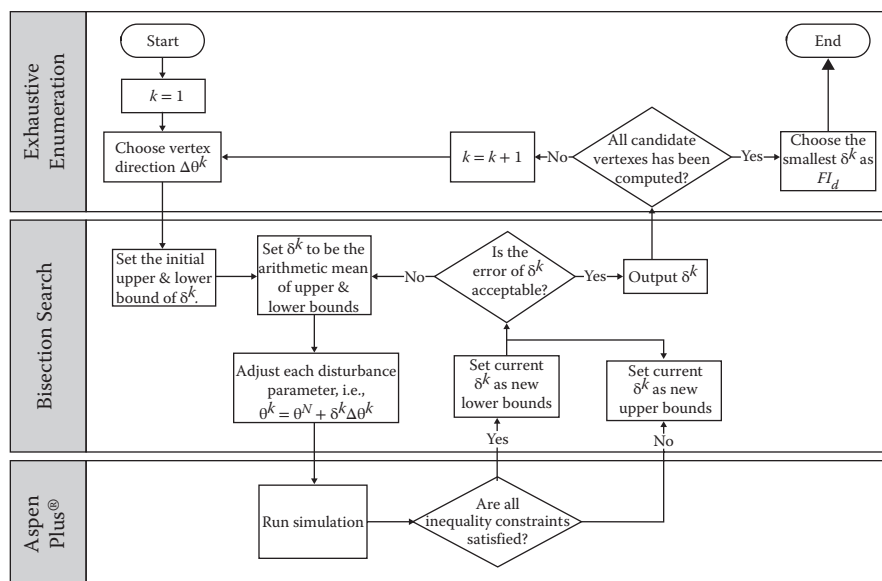 Exhaustive
Enumeration
Start
k = 1
Choose vertex
direction Δθ^k
k = k + 1
No
All candidate
vertexes has been
computed?
Yes
End
Choose the
smallest δ^k as
FI_d
Bisection Search
Set the initial
upper & lower
bound of δ^k.
Set δ^k to be the
arithmetic mean
of upper &
lower bounds
No
Is the
error of δ^k
acceptable?
Yes
Output δ^k
Adjust each disturbance
parameter, i.e.,
θ^k = θ^N + δ^kΔθ^k
Set current
δ^k as new
lower bounds
Set current
δ^k as new
upper bounds
Yes
No
Aspen
Plus®
Run simulation
Are all
inequality constraints
satisfied?